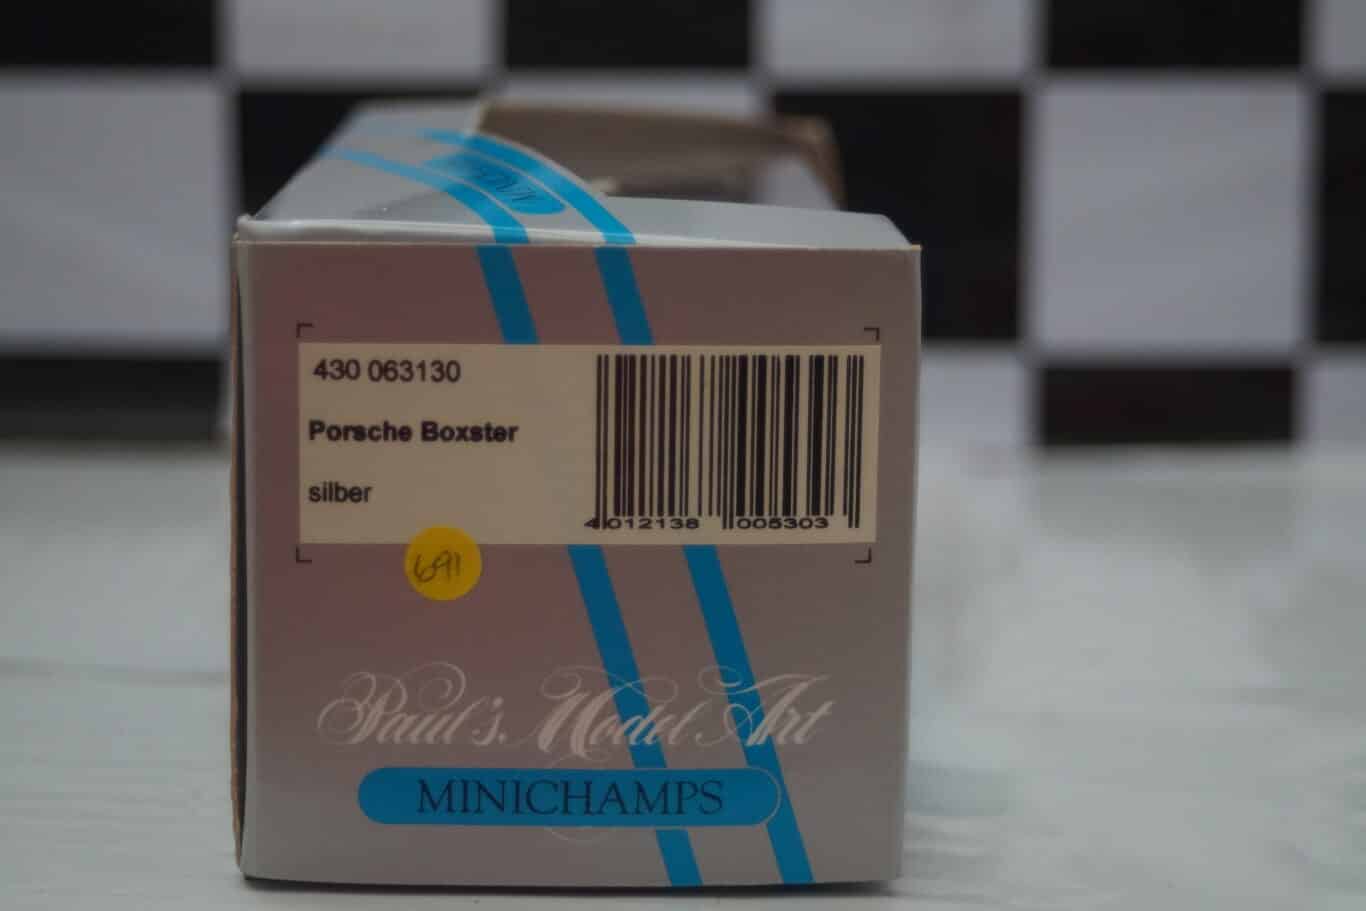 430 063130
Porsche Boxster
silber
4 012138 005303
691
Paul's Model Art
MINICHAMPS